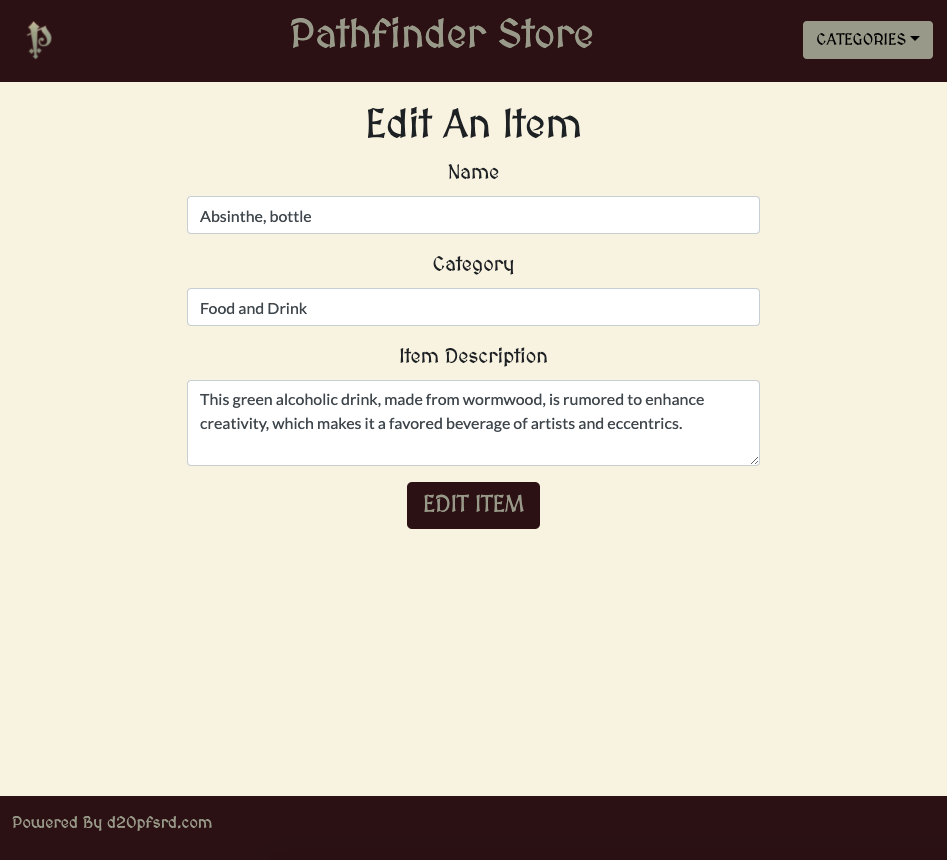 P
Pathfinder Store
CATEGORIES
Edit An Item
Name
Absinthe, bottle
Category
Food and Drink
Item Description
This green alcoholic drink, made from wormwood, is rumored to enhance
creativity, which makes it a favored beverage of artists and eccentrics.
EDIT ITEM
Powered By d20pfsrd.com